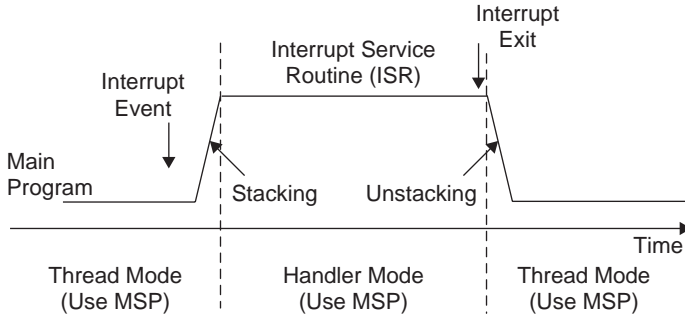 Interrupt
Exit
Interrupt Service
Routine (ISR)
Interrupt
Event
Main
Program
Stacking
Unstacking
Time
Thread Mode
(Use MSP)
Handler Mode
(Use MSP)
Thread Mode
(Use MSP)